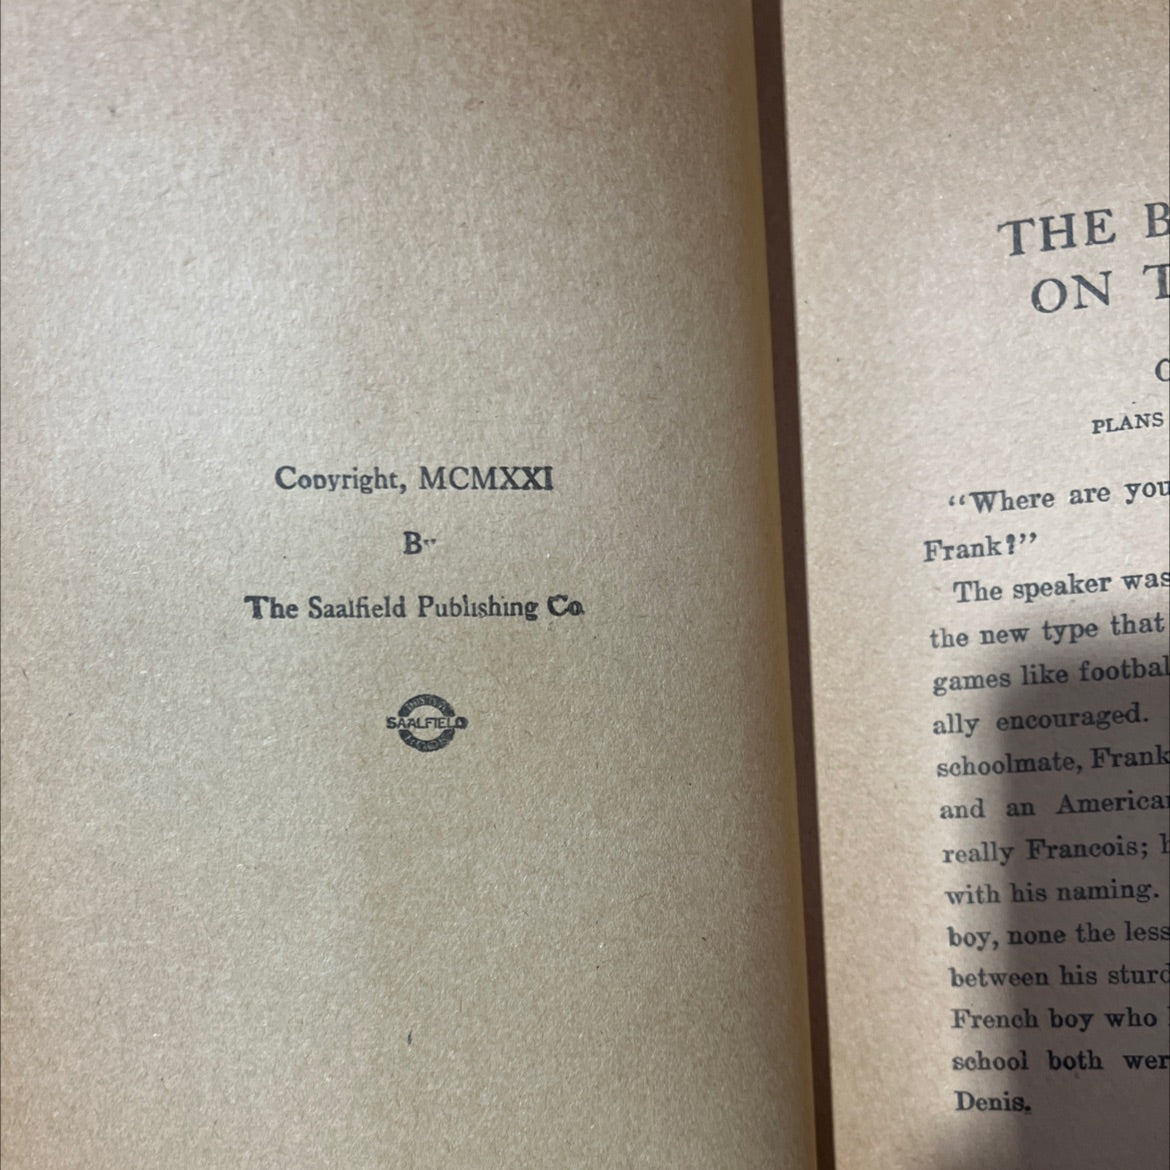 Copyright, MCMXXI
By
The Saalfield Publishing Co.
SAALFIELD
THE B
ON T
C
PLANS
“Where are you
Frank?”
The speaker was
the new type that
games like footbal
ally encouraged.
schoolmate, Frank
and an America
really Francois; h
with his naming.
boy, none the less
between his sturd
French boy who
school both wer
Denis.